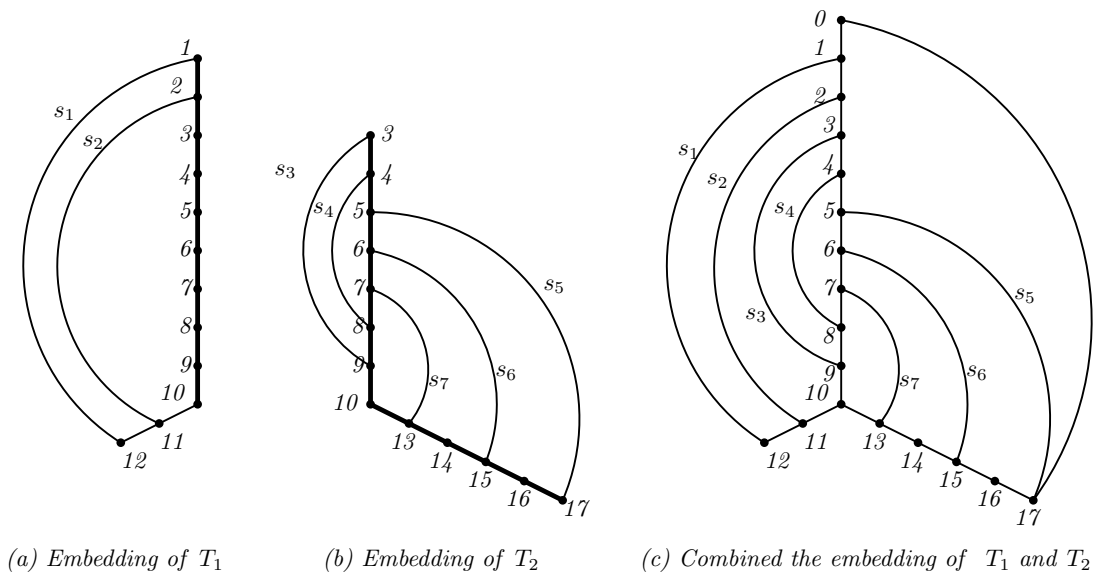 0
1
2
3
4
5
6
7
8
9
10
11
12
13
14
15
16
17
s₁
s₂
s₃
s₄
s₅
s₆
s₇
1
2
3
4
5
6
7
8
9
10
11
12
s₁
s₂
3
4
5
6
7
8
9
10
13
14
15
16
17
s₃
s₄
s₅
s₆
s₇
(a) Embedding of T₁
(b) Embedding of T₂
(c) Combined the embedding of T₁ and T₂